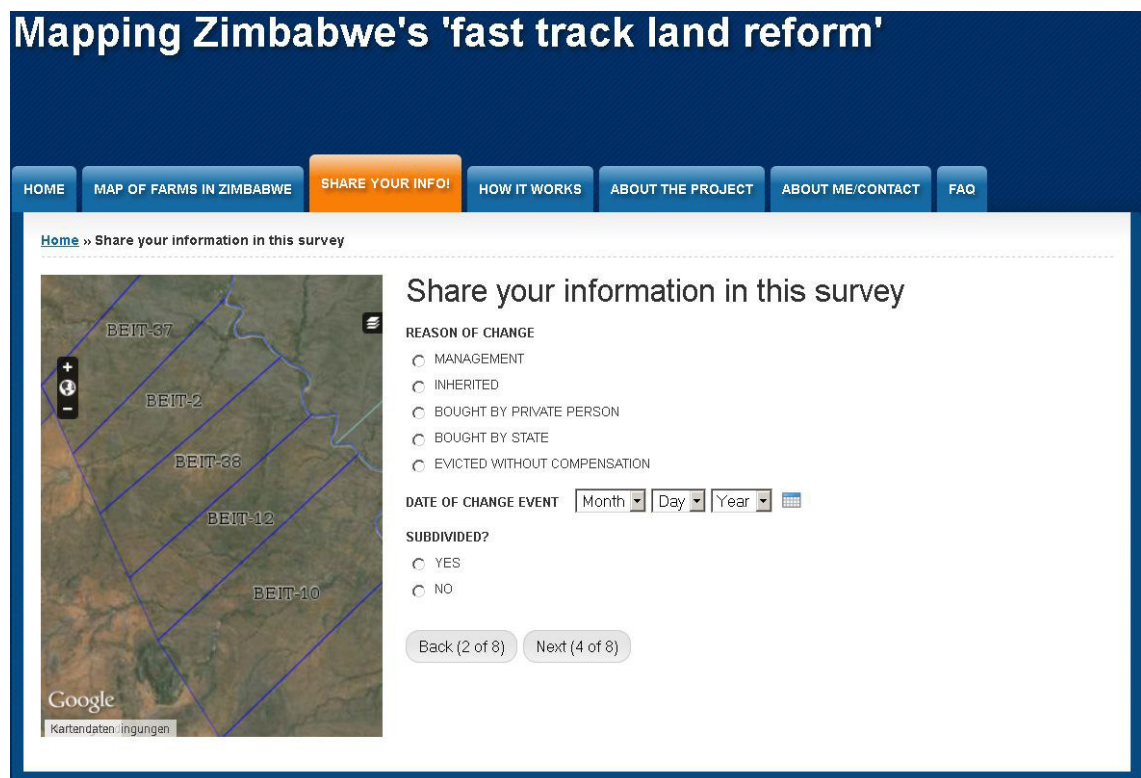 Mapping Zimbabwe's 'fast track land reform'
HOME MAP OF FARMS IN ZIMBABWE SHARE YOUR INFO! HOW IT WORKS ABOUT THE PROJECT ABOUT ME/CONTACT FAQ
Home » Share your information in this survey
Share your information in this survey
REASON OF CHANGE
MANAGEMENT
INHERITED
BOUGHT BY PRIVATE PERSON
BOUGHT BY STATE
EVICTED WITHOUT COMPENSATION
DATE OF CHANGE EVENT Month Day Year
SUBDIVIDED?
YES
NO
Back (2 of 8) Next (4 of 8)
BEIT-37
BEIT-2
BEIT-38
BEIT-12
BEIT-10
Google
Kartendaten